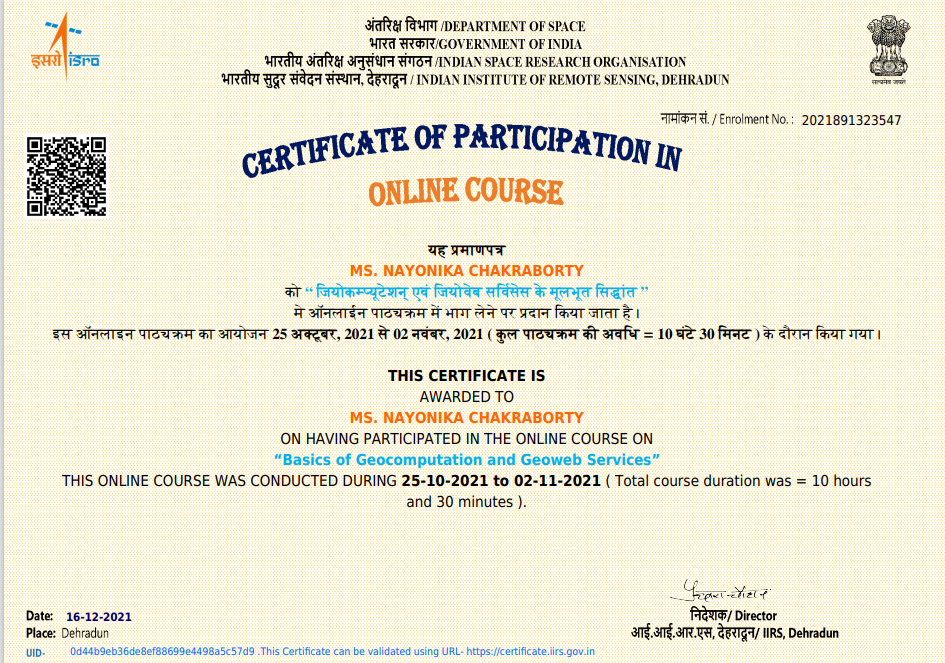 अंतरिक्ष विभाग /DEPARTMENT OF SPACE
भारत सरकार/GOVERNMENT OF INDIA
भारतीय अंतरिक्ष अनुसंधान संगठन /INDIAN SPACE RESEARCH ORGANISATION
भारतीय सुदूर संवेदन संस्थान, देहरादून / INDIAN INSTITUTE OF REMOTE SENSING, DEHRADUN
इसरो isro
सत्यमेव जयते
नामांकन सं. / Enrolment No. : 2021891323547
CERTIFICATE OF PARTICIPATION IN
ONLINE COURSE
यह प्रमाणपत्र
MS. NAYONIKA CHAKRABORTY
को “ जियोकम्प्यूटेशन् एवं जियोवेब सर्विसेस के मूलभूत सिद्धांत ”
मे ऑनलाईन पाठ्यक्रम में भाग लेने पर प्रदान किया जाता है।
इस ऑनलाइन पाठ्यक्रम का आयोजन 25 अक्टूबर, 2021 से 02 नवंबर, 2021 ( कुल पाठ्यक्रम की अवधि = 10 घंटे 30 मिनट ) के दौरान किया गया।
THIS CERTIFICATE IS
AWARDED TO
MS. NAYONIKA CHAKRABORTY
ON HAVING PARTICIPATED IN THE ONLINE COURSE ON
“Basics of Geocomputation and Geoweb Services”
THIS ONLINE COURSE WAS CONDUCTED DURING 25-10-2021 to 02-11-2021 ( Total course duration was = 10 hours
and 30 minutes ).
निदेशक/ Director
आई.आई.आर.एस, देहरादून/ IIRS, Dehradun
Date: 16-12-2021
Place: Dehradun
UID- 0d44b9eb36de8ef88699e4498a5c57d9 .This Certificate can be validated using URL- https://certificate.iirs.gov.in